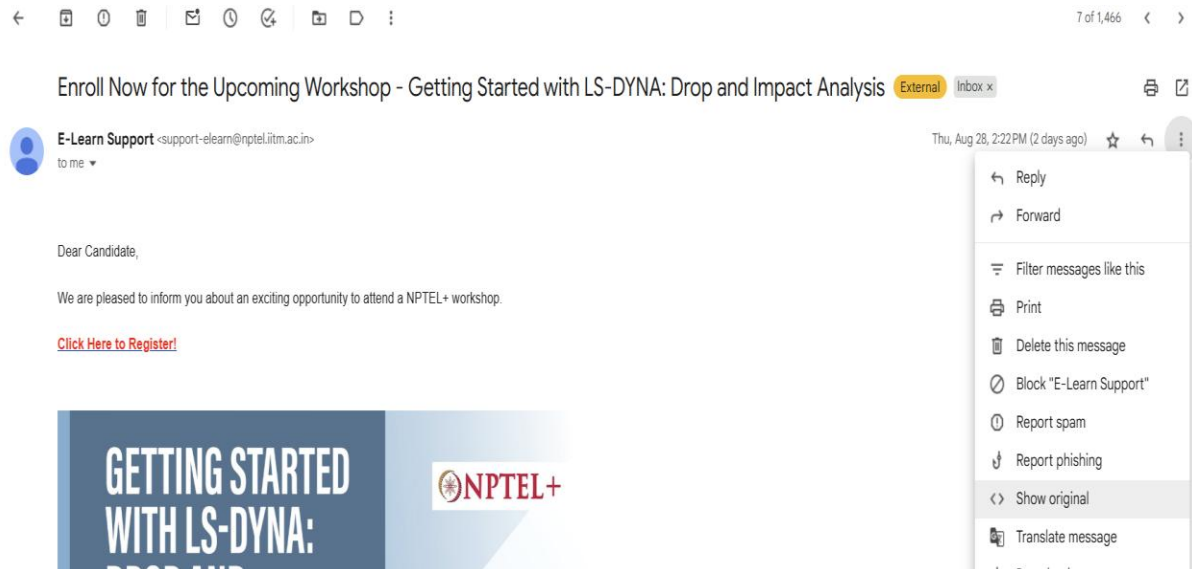 7 of 1,466
Enroll Now for the Upcoming Workshop - Getting Started with LS-DYNA: Drop and Impact Analysis External Inbox ×
E-Learn Support <support-elearn@nptel.iitm.ac.in>
Thu, Aug 28, 2:22 PM (2 days ago)
to me
Reply
Forward
Filter messages like this
Print
Delete this message
Block "E-Learn Support"
Report spam
Report phishing
Show original
Translate message
Dear Candidate,
We are pleased to inform you about an exciting opportunity to attend a NPTEL+ workshop.
Click Here to Register!
GETTING STARTED
WITH LS-DYNA:
DROP AND
NPTEL+